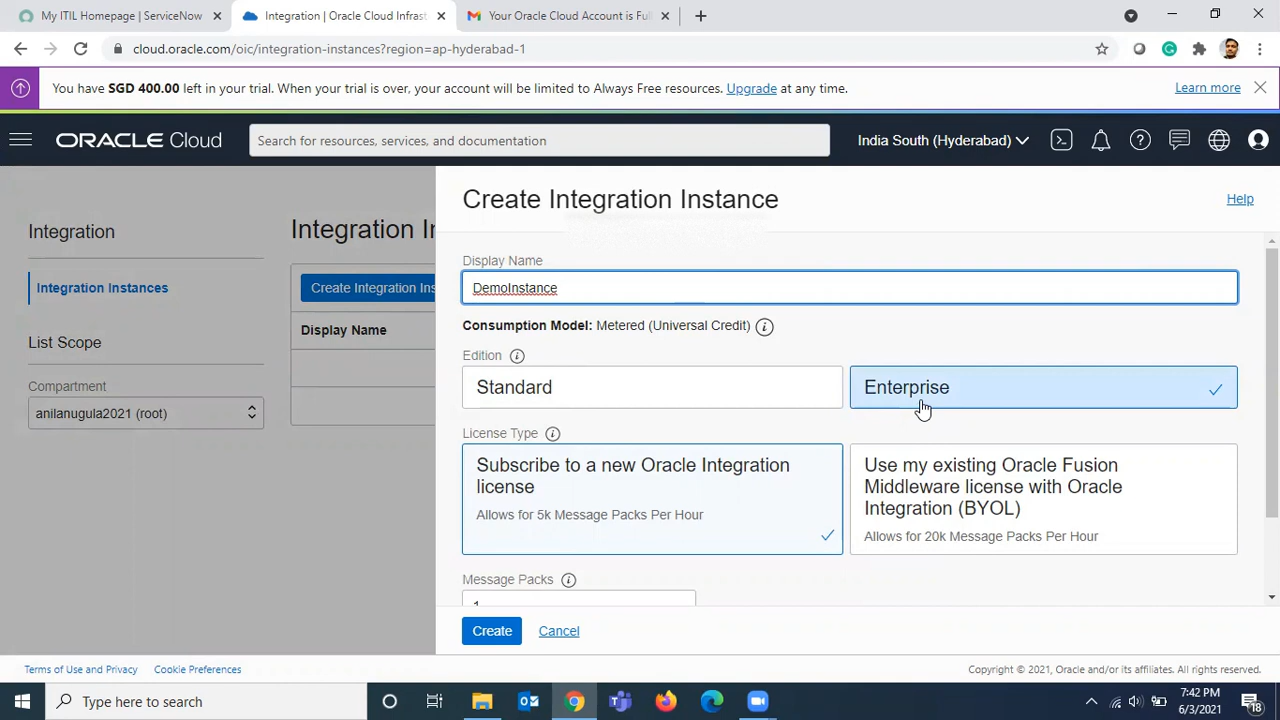 My ITIL Homepage | ServiceNow
Integration | Oracle Cloud Infrast
Your Oracle Cloud Account is Full
cloud.oracle.com/oic/integration-instances?region=ap-hyderabad-1
You have SGD 400.00 left in your trial. When your trial is over, your account will be limited to Always Free resources. Upgrade at any time.
Learn more
ORACLE Cloud
Search for resources, services, and documentation
India South (Hyderabad)
Integration
Integration Instances
List Scope
Compartment
anilanugula2021 (root)
Integration In
Create Integration Ins
Display Name
Create Integration Instance
Help
Display Name
DemoInstance
Consumption Model: Metered (Universal Credit)
Edition
Standard
Enterprise
License Type
Subscribe to a new Oracle Integration
license
Allows for 5k Message Packs Per Hour
Use my existing Oracle Fusion
Middleware license with Oracle
Integration (BYOL)
Allows for 20k Message Packs Per Hour
Message Packs
1
Create
Cancel
Terms of Use and Privacy
Cookie Preferences
Copyright © 2021, Oracle and/or its affiliates. All rights reserved.
Type here to search
7:42 PM
6/3/2021
18